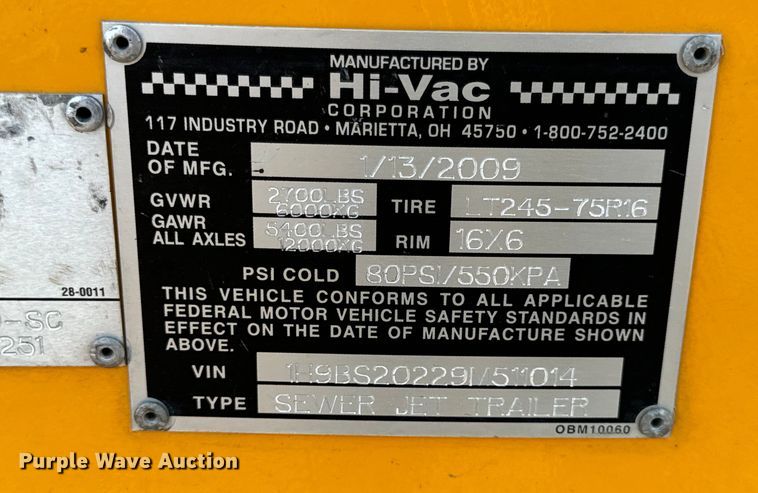 MANUFACTURED BY
Hi-Vac
CORPORATION
117 INDUSTRY ROAD • MARIETTA, OH 45750 • 1-800-752-2400
DATE
OF MFG. 1/13/2009
GVWR 2700LBS
6000KG
TIRE LT245-75R16
GAWR
ALL AXLES 5400LBS
12000KG
RIM 16X6
PSI COLD 80PSI/550KPA
THIS VEHICLE CONFORMS TO ALL APPLICABLE
FEDERAL MOTOR VEHICLE SAFETY STANDARDS IN
EFFECT ON THE DATE OF MANUFACTURE SHOWN
ABOVE.
VIN 1H9BS20229M511014
TYPE SEWER JET TRAILER
OBM10060
28-0011
-SC
251
Purple Wave Auction